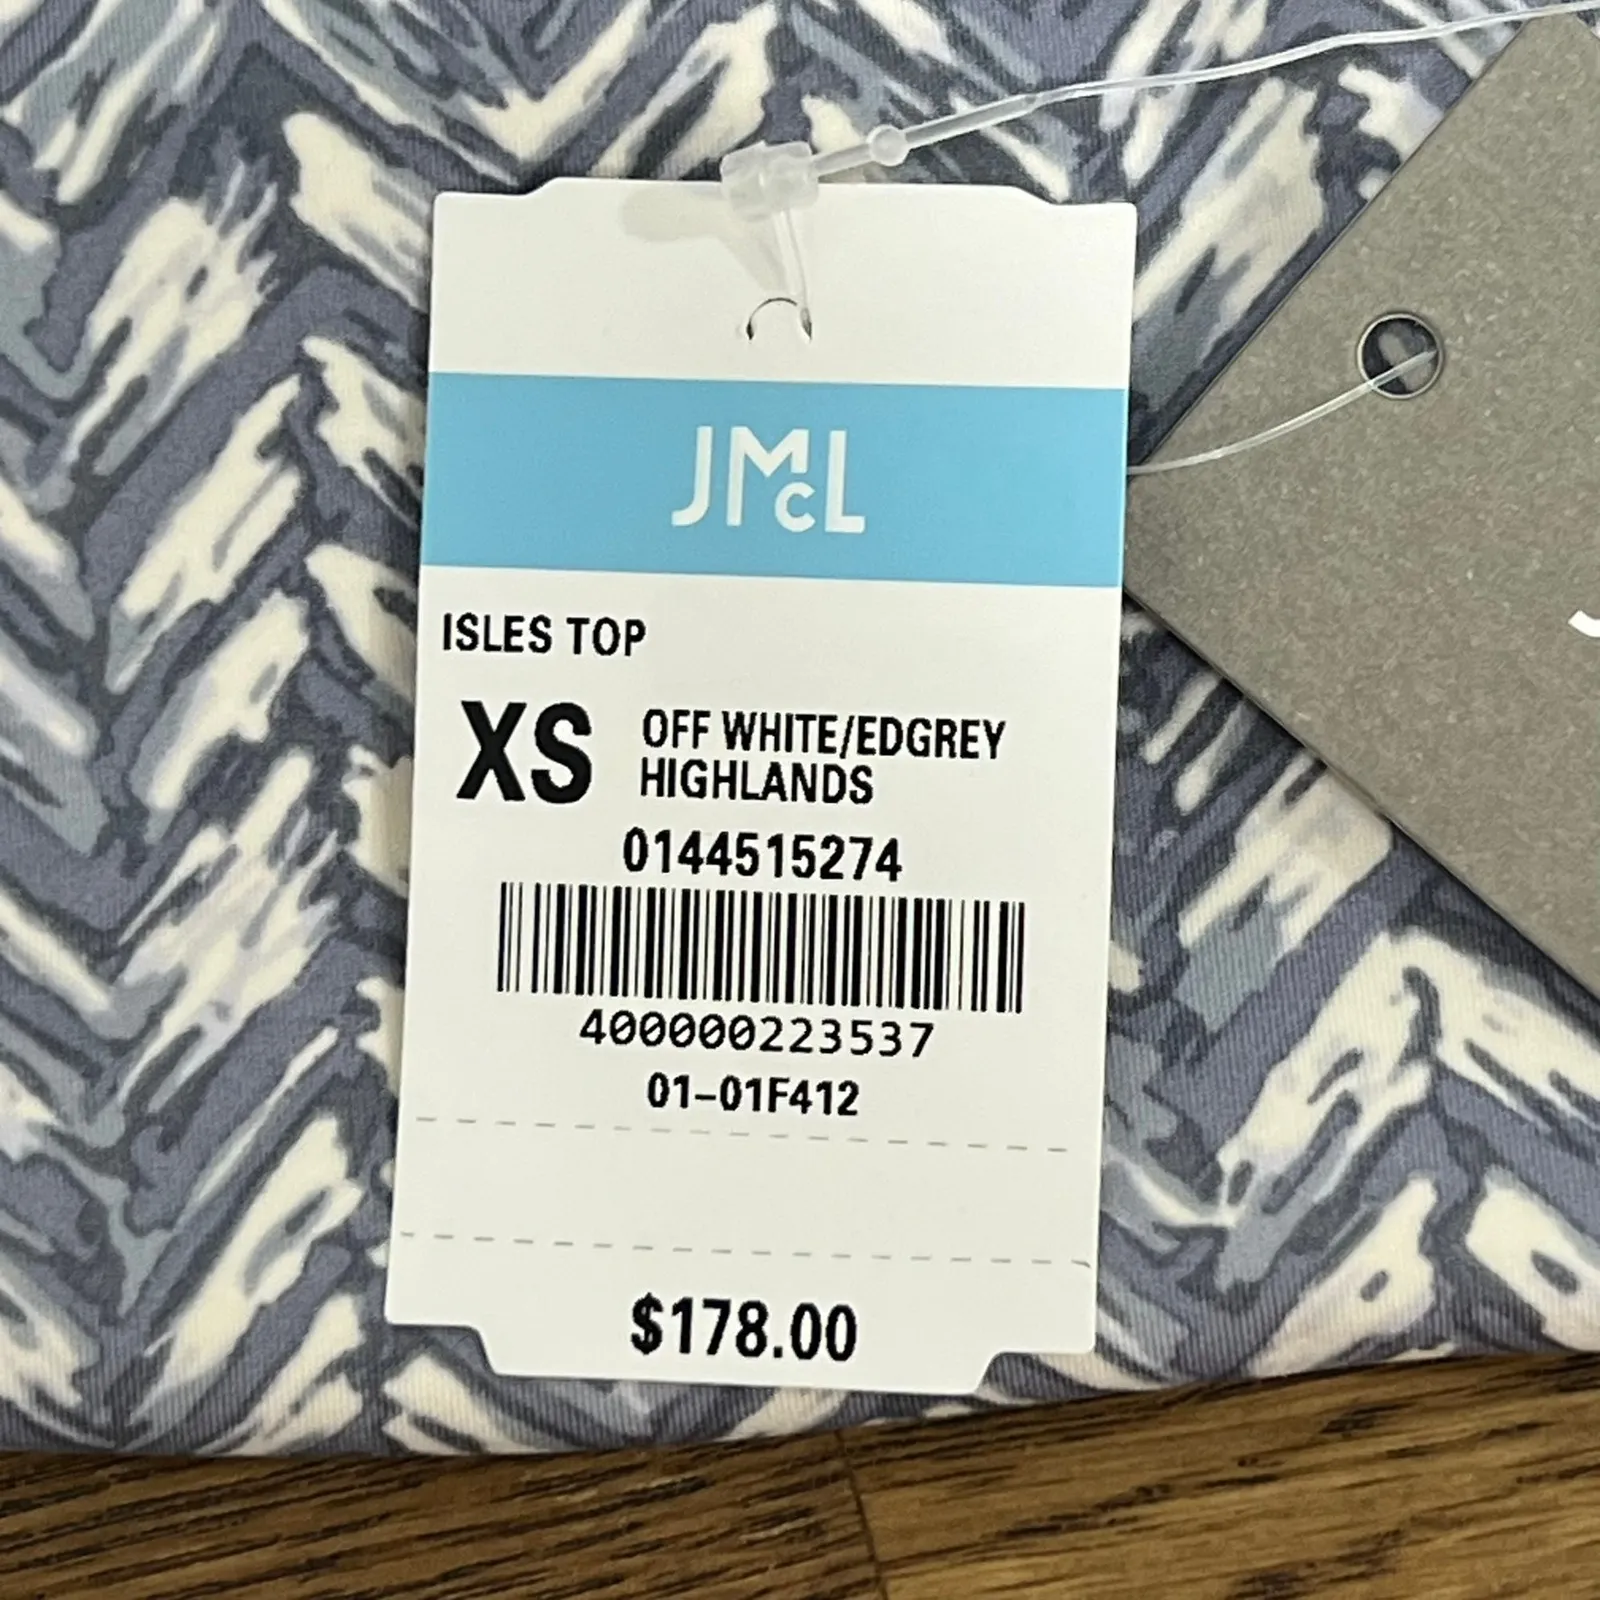 JMcL
ISLES TOP
XS
OFF WHITE/EDGREY
HIGHLANDS
0144515274
400000223537
01-01F412
$178.00
J